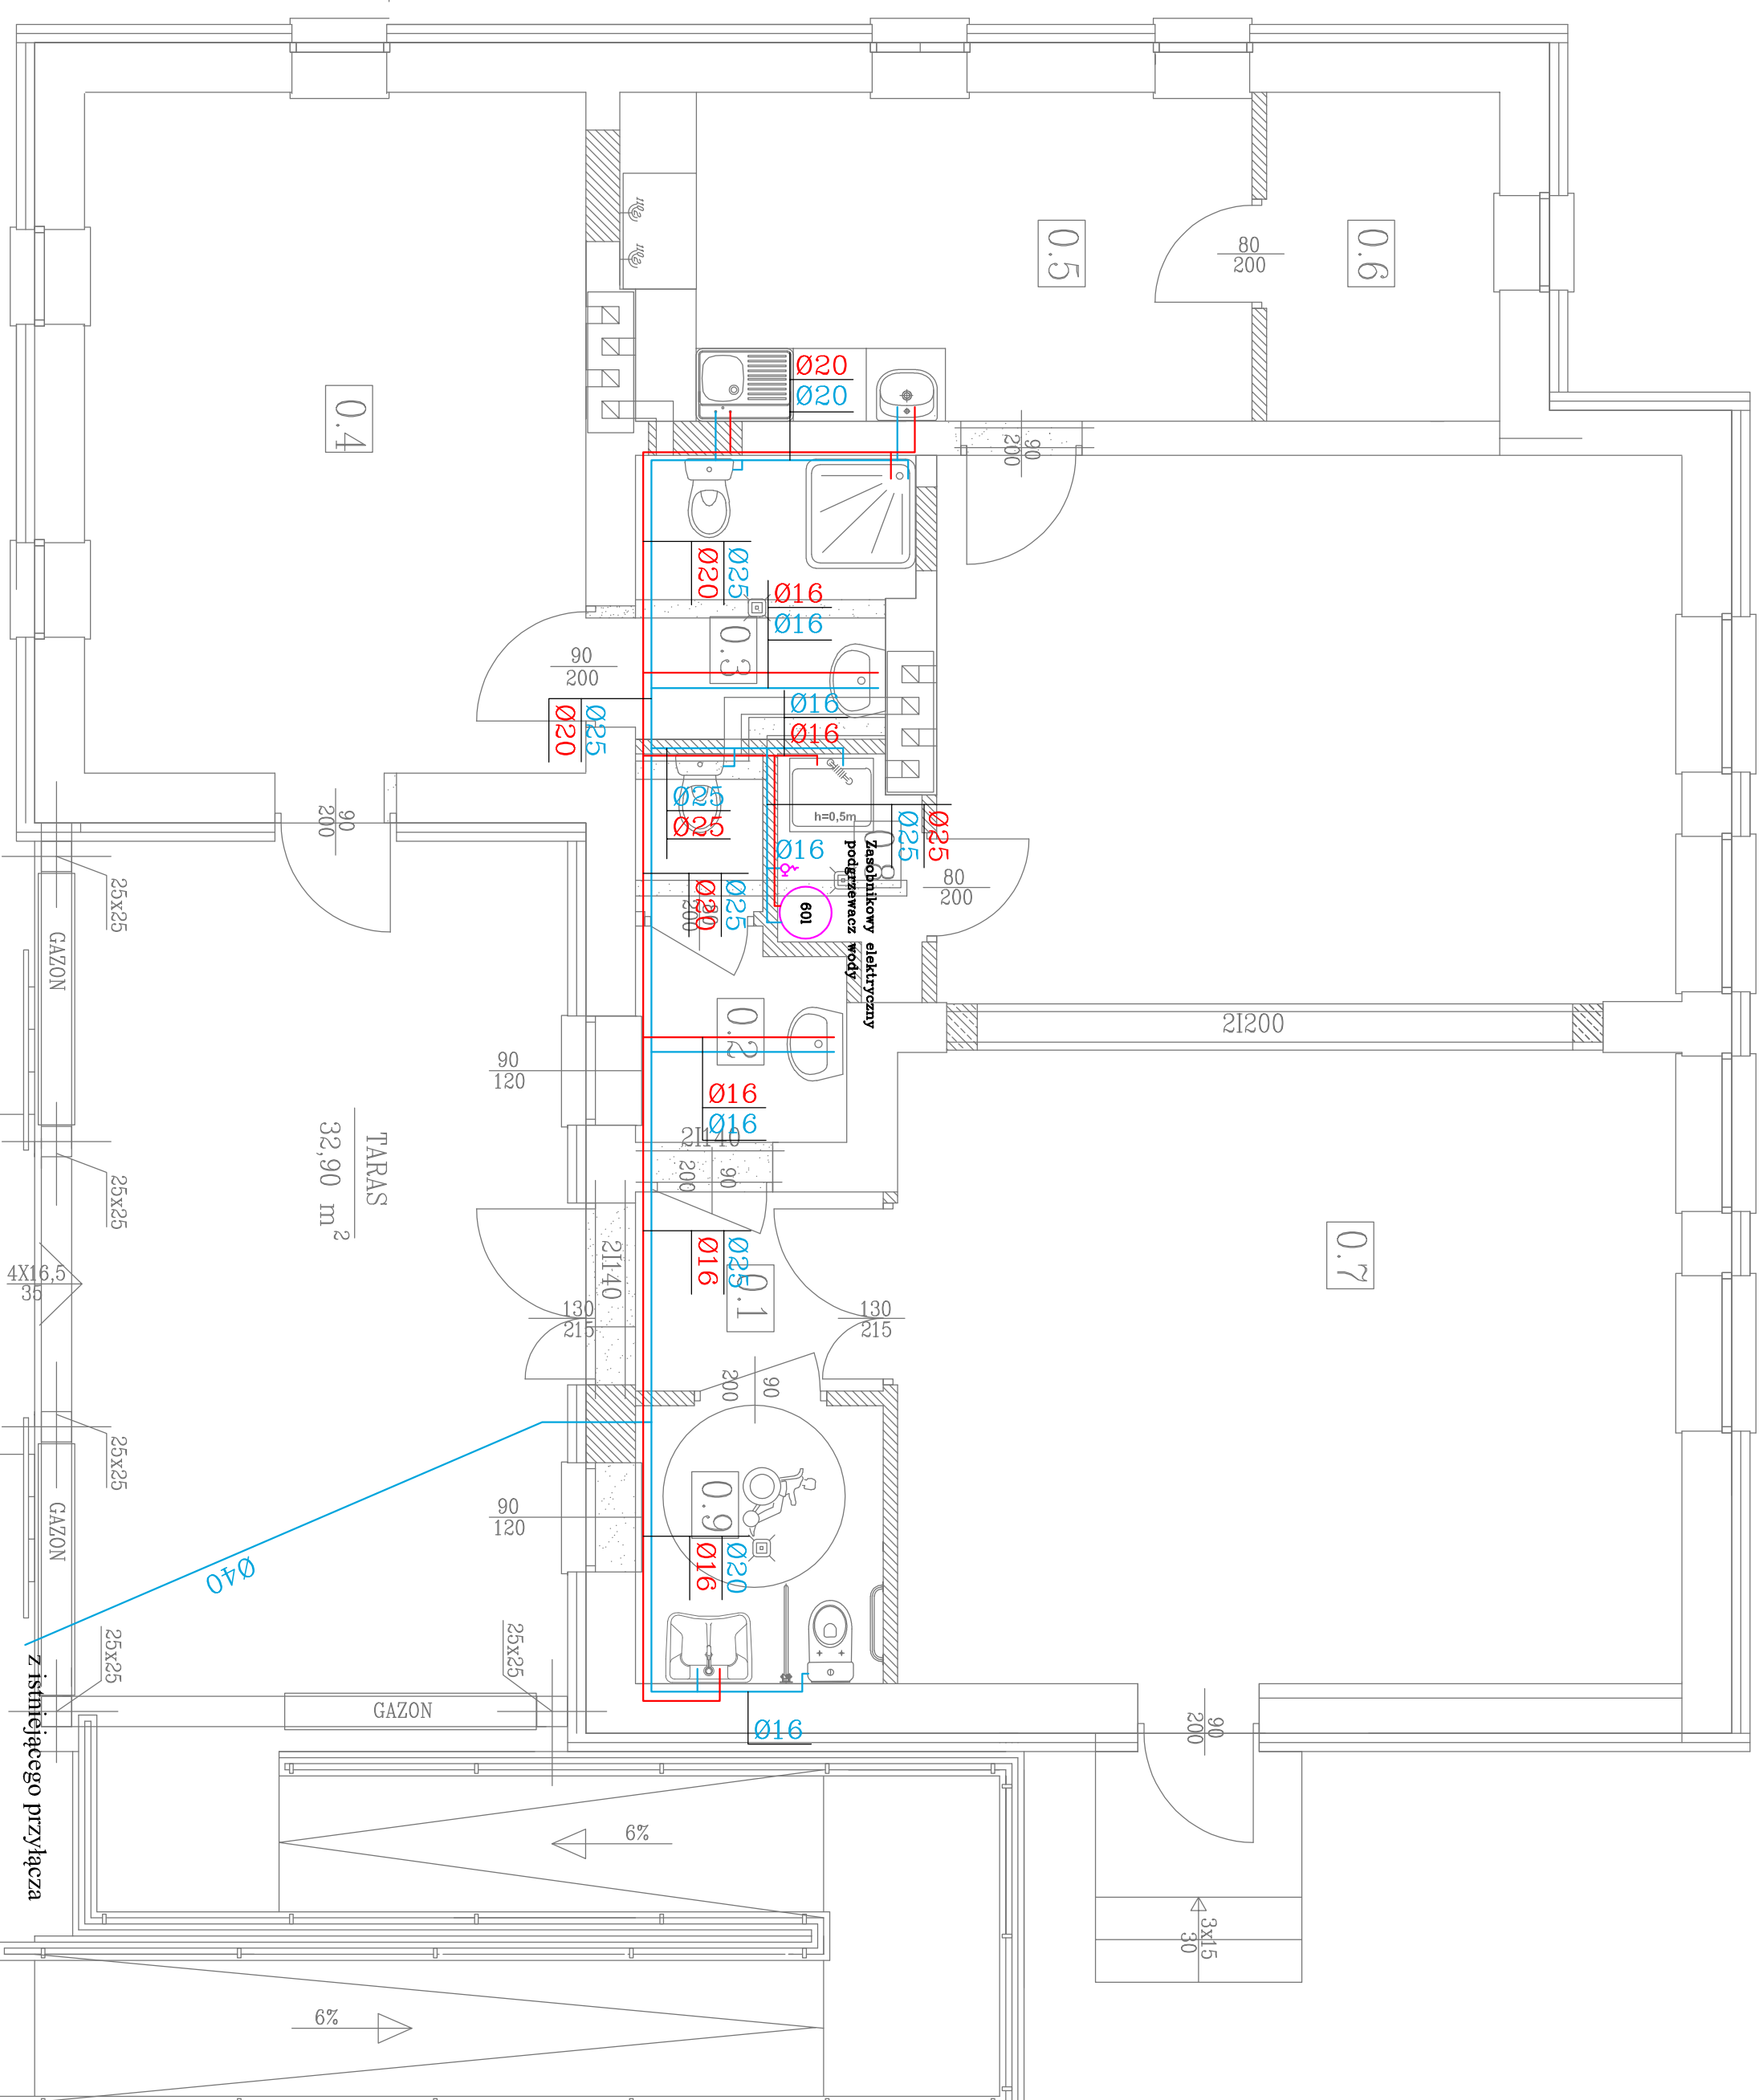 0.5
0.6
80
200
0.4
Ø20
Ø20
90
200
Ø25
Ø20
Ø16
Ø16
0.3
90
200
Ø25
Ø20
Ø16
Ø16
Ø25
Ø25
h=0,5m
0.8
Ø25
Ø25
Ø16
80
200
90
200
Zasobnikowy elektryczny
podgrzewacz wody
60l
Ø25
Ø20
200
25x25
GAZON
0.2
2I200
90
120
Ø16
Ø16
2I140
90
200
TARAS
32,90 m²
25x25
Ø25
Ø16
0.1
2I140
0.7
4X16,5
35
130
215
130
215
90
200
25x25
GAZON
0.9
90
120
Ø20
Ø16
Ø40
25x25
25x25
z istniejącego przyłącza
GAZON
Ø16
90
200
6%
3x15
30
6%